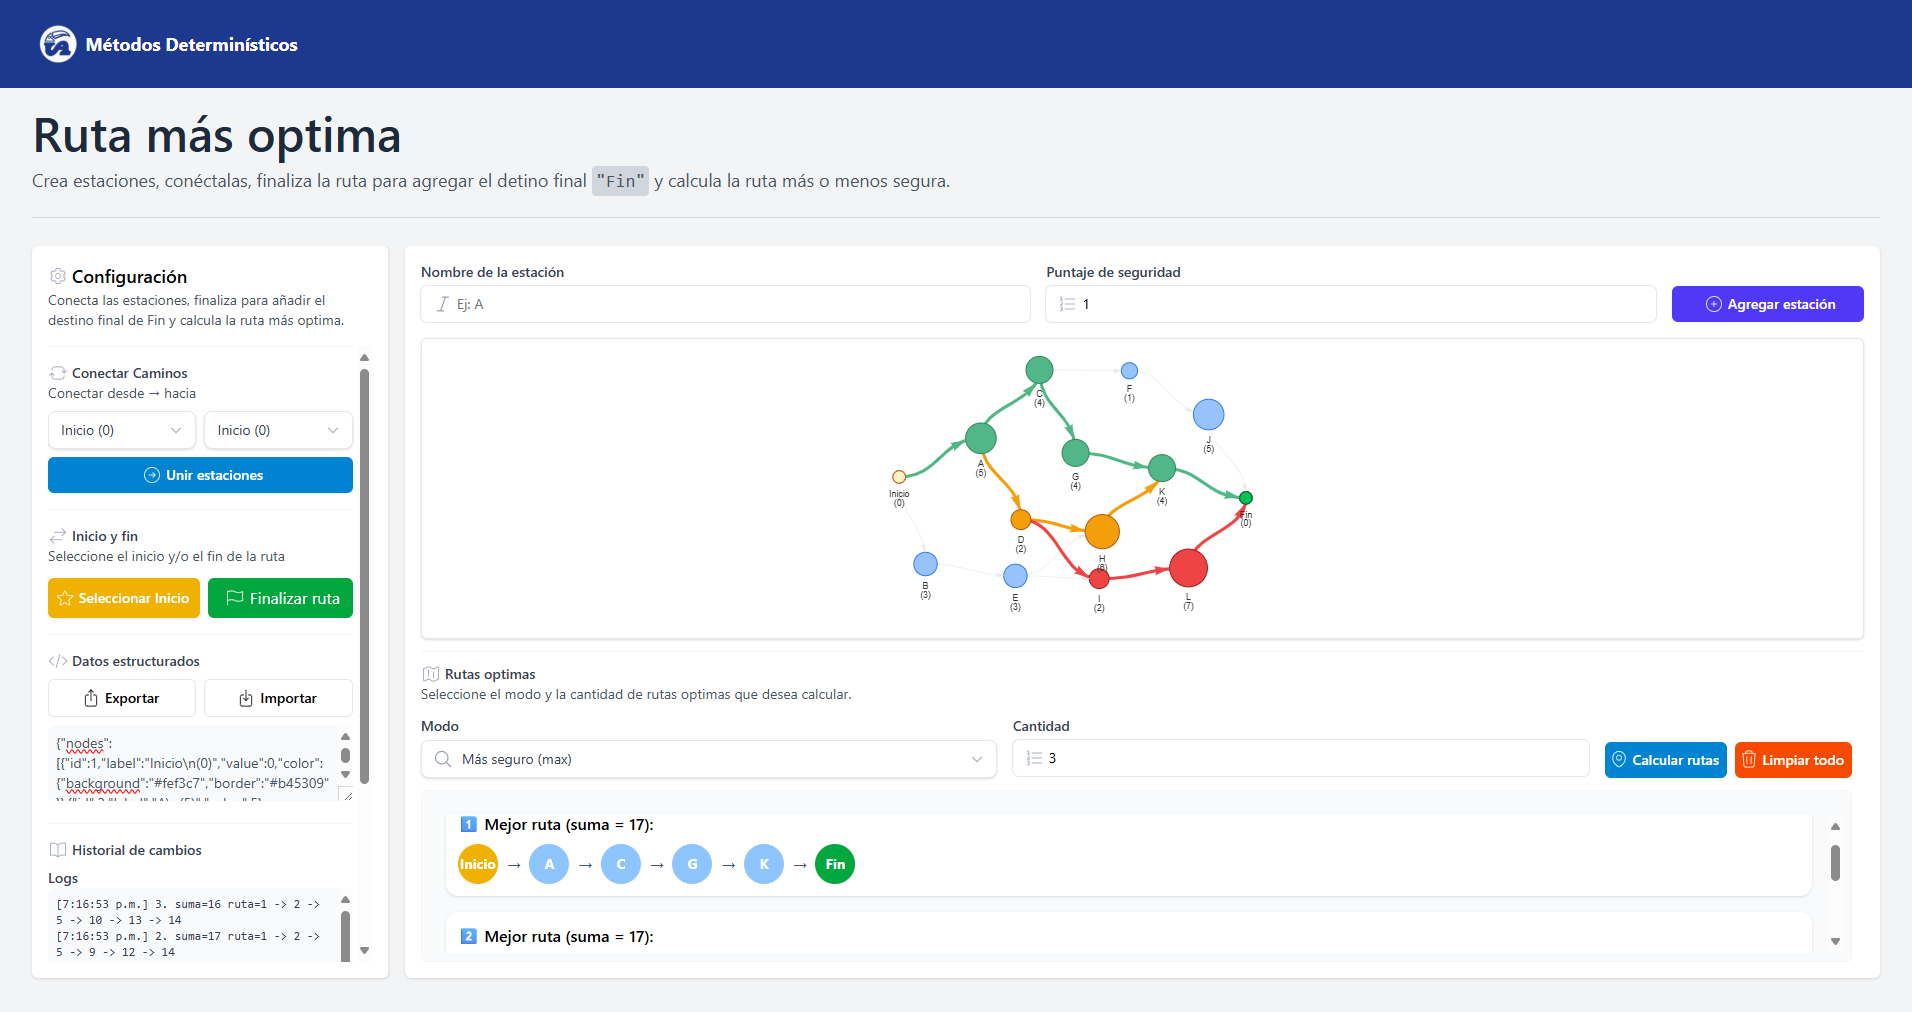 Métodos Determinísticos
Ruta más optima
Crea estaciones, conéctalas, finaliza la ruta para agregar el detino final "Fin" y calcula la ruta más o menos segura.
Configuración
Conecta las estaciones, finaliza para añadir el
destino final de Fin y calcula la ruta más optima.
Conectar Caminos
Conectar desde → hacia
Inicio (0)
Inicio (0)
Unir estaciones
Inicio y fin
Seleccione el inicio y/o el fin de la ruta
Seleccionar Inicio
Finalizar ruta
</> Datos estructurados
Exportar
Importar
{"nodes":
[{"id":1,"label":"Inicio\n(0)","value":0,"color":
{"background":"#fef3c7","border":"#b45309"
Historial de cambios
Logs
[7:16:53 p.m.] 3. suma=16 ruta=1 -> 2 ->
5 -> 10 -> 13 -> 14
[7:16:53 p.m.] 2. suma=17 ruta=1 -> 2 ->
5 -> 9 -> 12 -> 14
Nombre de la estación
Ej: A
Puntaje de seguridad
1
Agregar estación
C
(4)
F
(1)
J
(5)
A
(5)
G
(4)
K
(4)
Inicio
(0)
Fin
(0)
D
(2)
H
(6)
B
(3)
E
(3)
I
(2)
L
(7)
Rutas optimas
Seleccione el modo y la cantidad de rutas optimas que desea calcular.
Modo
Más seguro (max)
Cantidad
3
Calcular rutas
Limpiar todo
1 Mejor ruta (suma = 17):
Inicio → A → C → G → K → Fin
2 Mejor ruta (suma = 17):